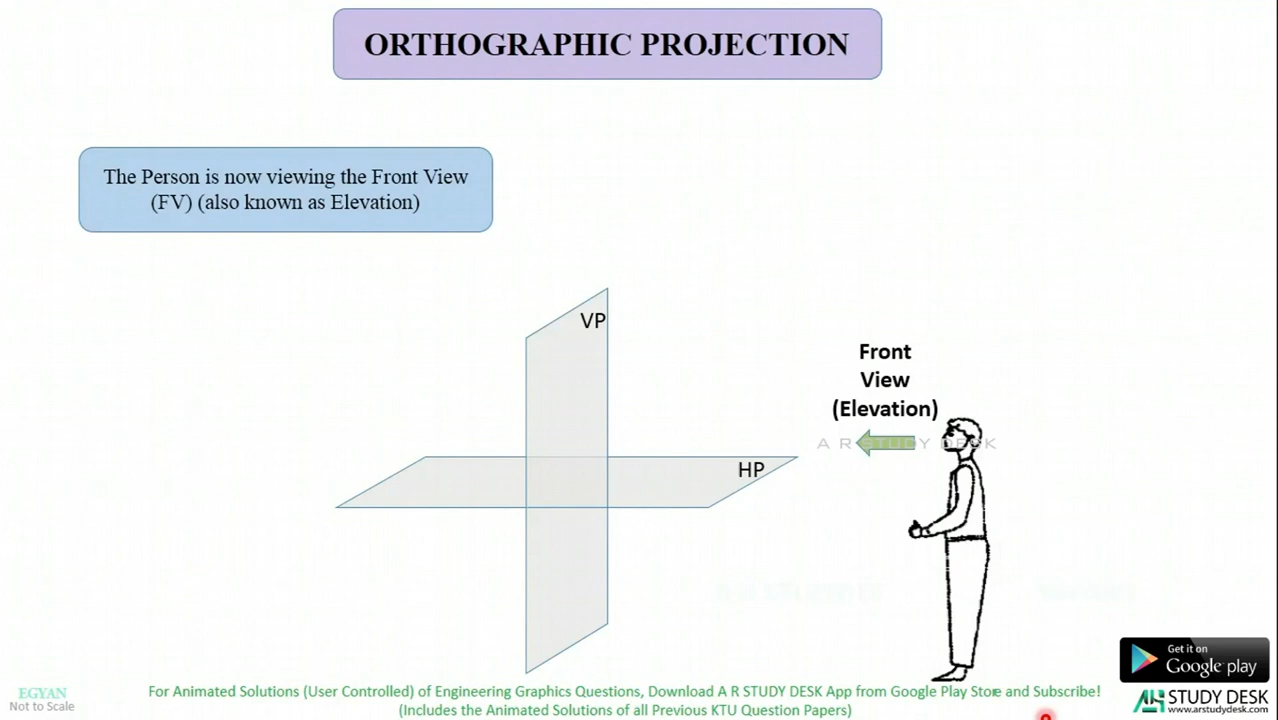 ORTHOGRAPHIC PROJECTION
The Person is now viewing the Front View
(FV) (also known as Elevation)
VP
Front
View
(Elevation)
A R STUDY DESK
HP
Get it on
Google play
EGYAN
Not to Scale
For Animated Solutions (User Controlled) of Engineering Graphics Questions, Download A R STUDY DESK App from Google Play Store and Subscribe!
(Includes the Animated Solutions of all Previous KTU Question Papers)
STUDY DESK
www.arstudydesk.com